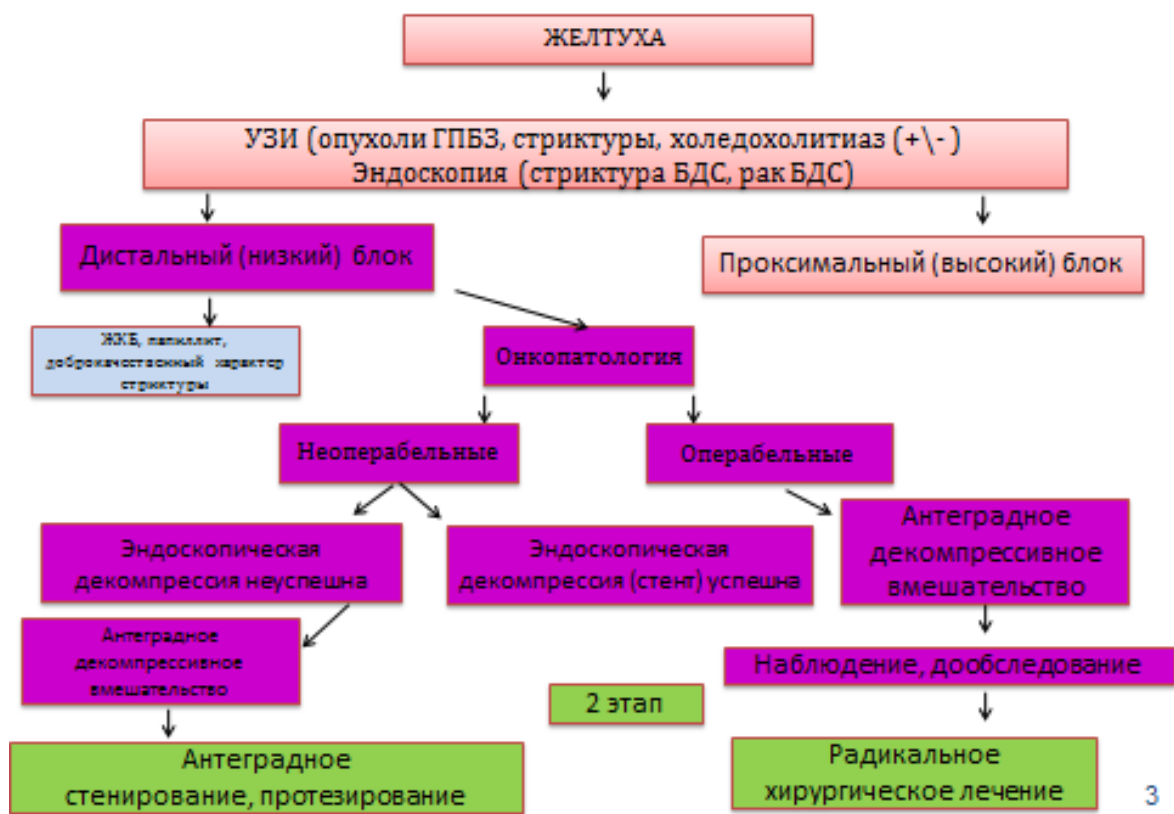 ЖЕЛТУХА
УЗИ (опухоли ГПБЗ, стриктуры, холедохолитиаз (+\-)
Эндоскопия (стриктура БДС, рак БДС)
Дистальный (низкий) блок
Проксимальный (высокий) блок
ЖКБ, папиллит,
доброкачественный характер
стриктуры
Онкопатология
Неоперабельные
Операбельные
Эндоскопическая
декомпрессия неуспешна
Эндоскопическая
декомпрессия (стент) успешна
Антеградное
декомпрессивное
вмешательство
Антеградное
декомпрессивное
вмешательство
Наблюдение, дообследование
2 этап
Антеградное
стенирование, протезирование
Радикальное
хирургическое лечение
3